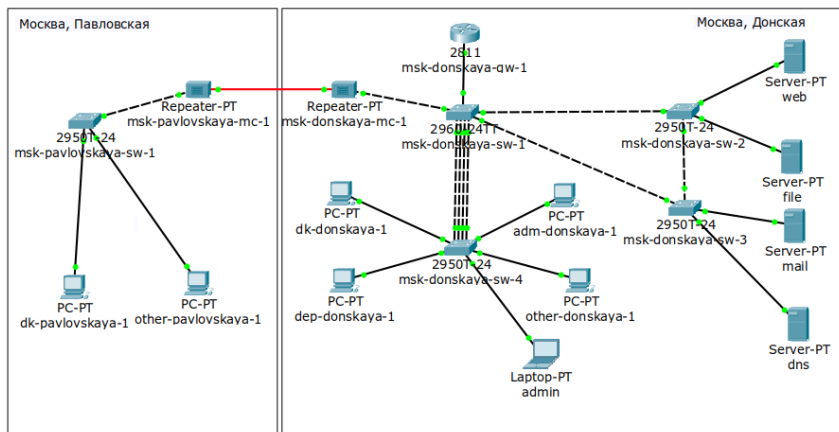 Москва, Павловская
Repeater-PT
msk-pavlovskaya-mc-1
2950T-24
msk-pavlovskaya-sw-1
PC-PT
dk-pavlovskaya-1
PC-PT
other-pavlovskaya-1
Москва, Донская
2811
msk-donskaya-gw-1
Repeater-PT
msk-donskaya-mc-1
2960-24TT
msk-donskaya-sw-1
2950T-24
msk-donskaya-sw-2
Server-PT
web
Server-PT
file
2950T-24
msk-donskaya-sw-3
Server-PT
mail
Server-PT
dns
PC-PT
dk-donskaya-1
PC-PT
adm-donskaya-1
2950T-24
msk-donskaya-sw-4
PC-PT
dep-donskaya-1
PC-PT
other-donskaya-1
Laptop-PT
admin